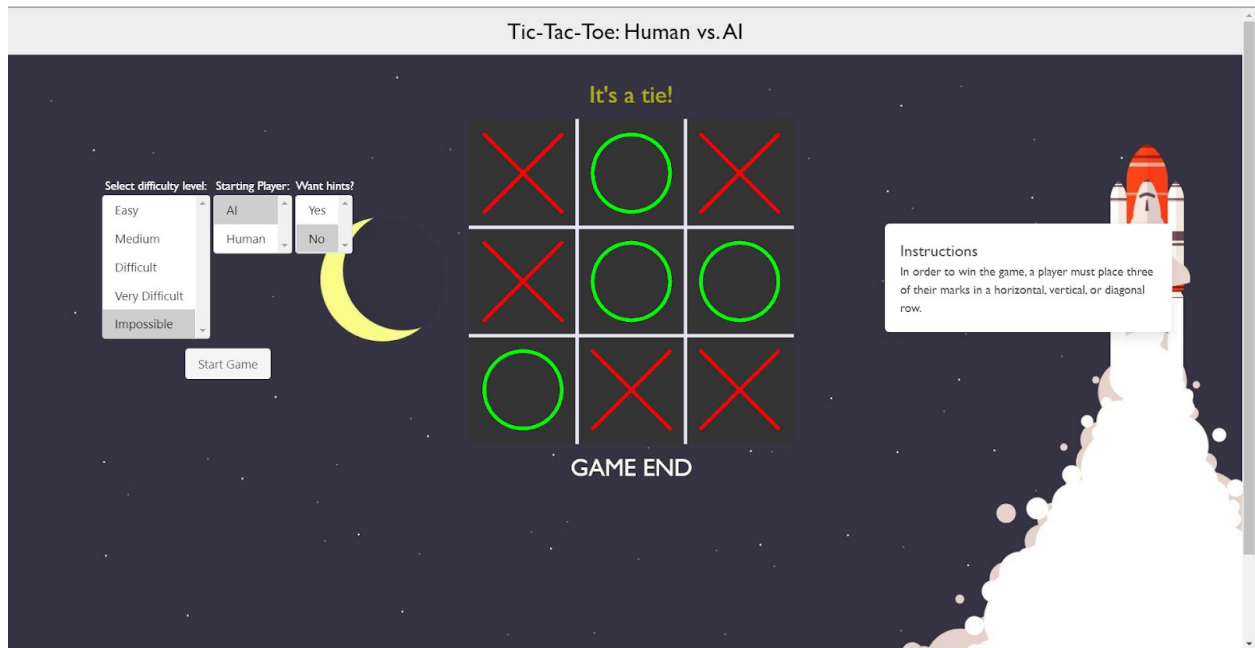 Tic-Tac-Toe: Human vs. AI
It's a tie!
Select difficulty level: Starting Player: Want hints?
Easy
Medium
Difficult
Very Difficult
Impossible
AI
Human
Yes
No
Start Game
Instructions
In order to win the game, a player must place three
of their marks in a horizontal, vertical, or diagonal
row.
GAME END